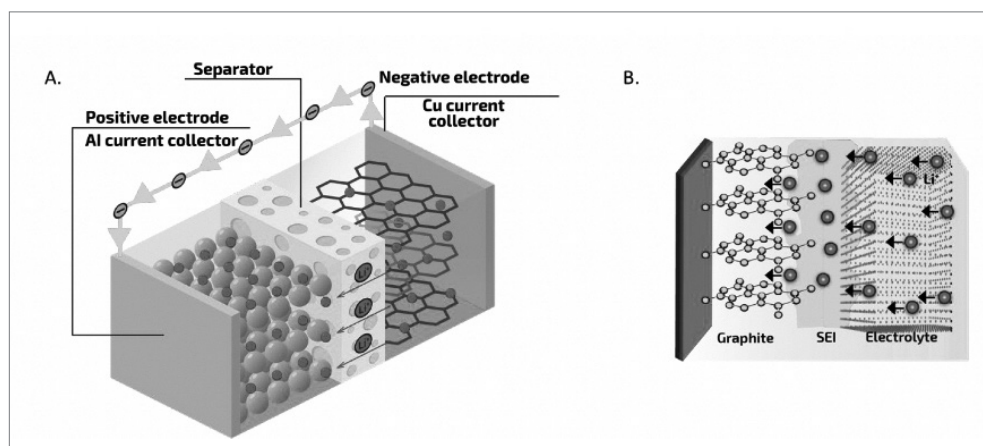 A.
Separator
Negative electrode
Cu current
collector
Positive electrode
Al current collector
Li⁺
Li⁺
Li⁺
B.
Li⁺
Graphite
SEI
Electrolyte